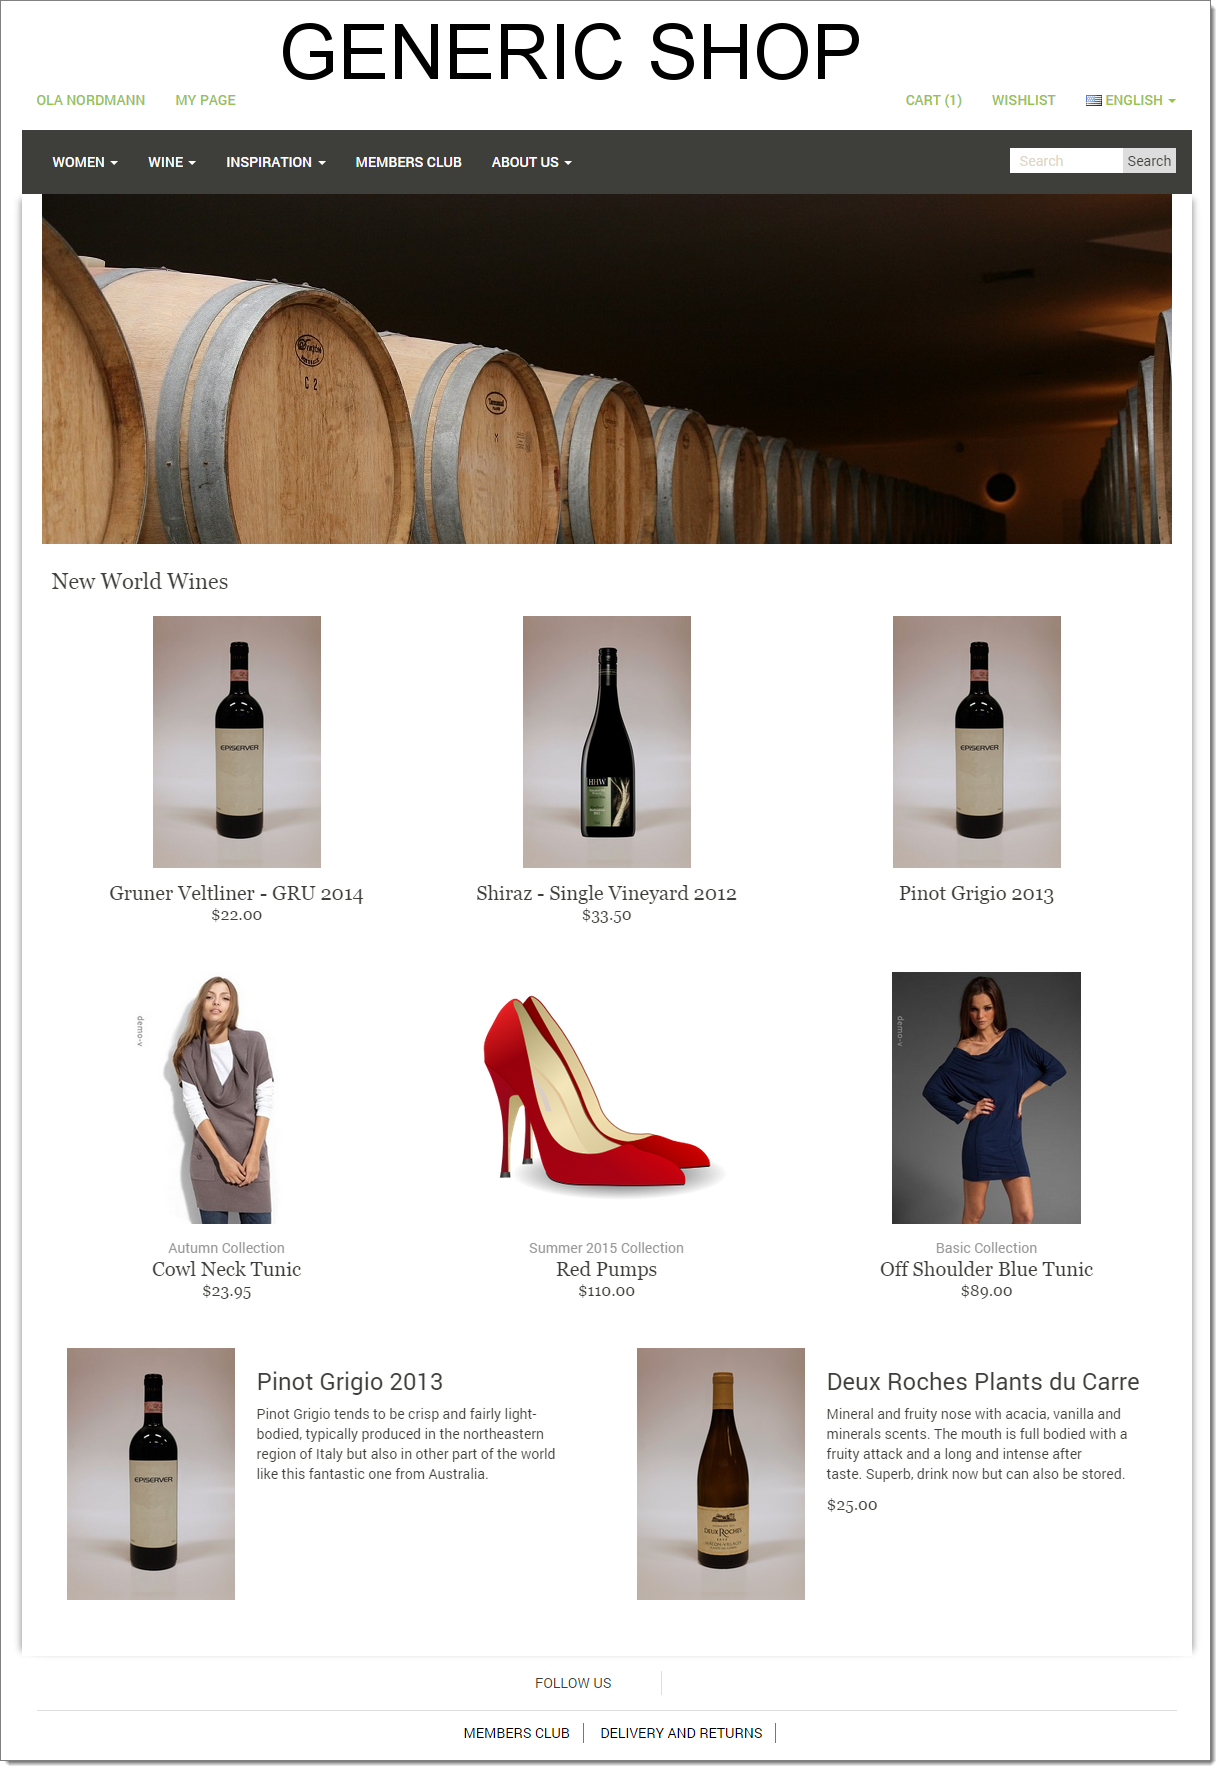 GENERIC SHOP
OLA NORDMANN MY PAGE CART (1) WISHLIST ENGLISH
WOMEN WINE INSPIRATION MEMBERS CLUB ABOUT US Search Search
C 2
M
New World Wines
EPISERVER
HHW
EPISERVER
Gruner Veltliner - GRU 2014
$22.00
Shiraz - Single Vineyard 2012
$33.50
Pinot Grigio 2013
demo-v
demo-v
Autumn Collection
Cowl Neck Tunic
$23.95
Summer 2015 Collection
Red Pumps
$110.00
Basic Collection
Off Shoulder Blue Tunic
$89.00
EPISERVER
Pinot Grigio 2013
Pinot Grigio tends to be crisp and fairly light-
bodied, typically produced in the northeastern
region of Italy but also in other part of the world
like this fantastic one from Australia.
DEUX ROCHES
Deux Roches Plants du Carre
Mineral and fruity nose with acacia, vanilla and
minerals scents. The mouth is full bodied with a
fruity attack and a long and intense after
taste. Superb, drink now but can also be stored.
$25.00
FOLLOW US
MEMBERS CLUB DELIVERY AND RETURNS